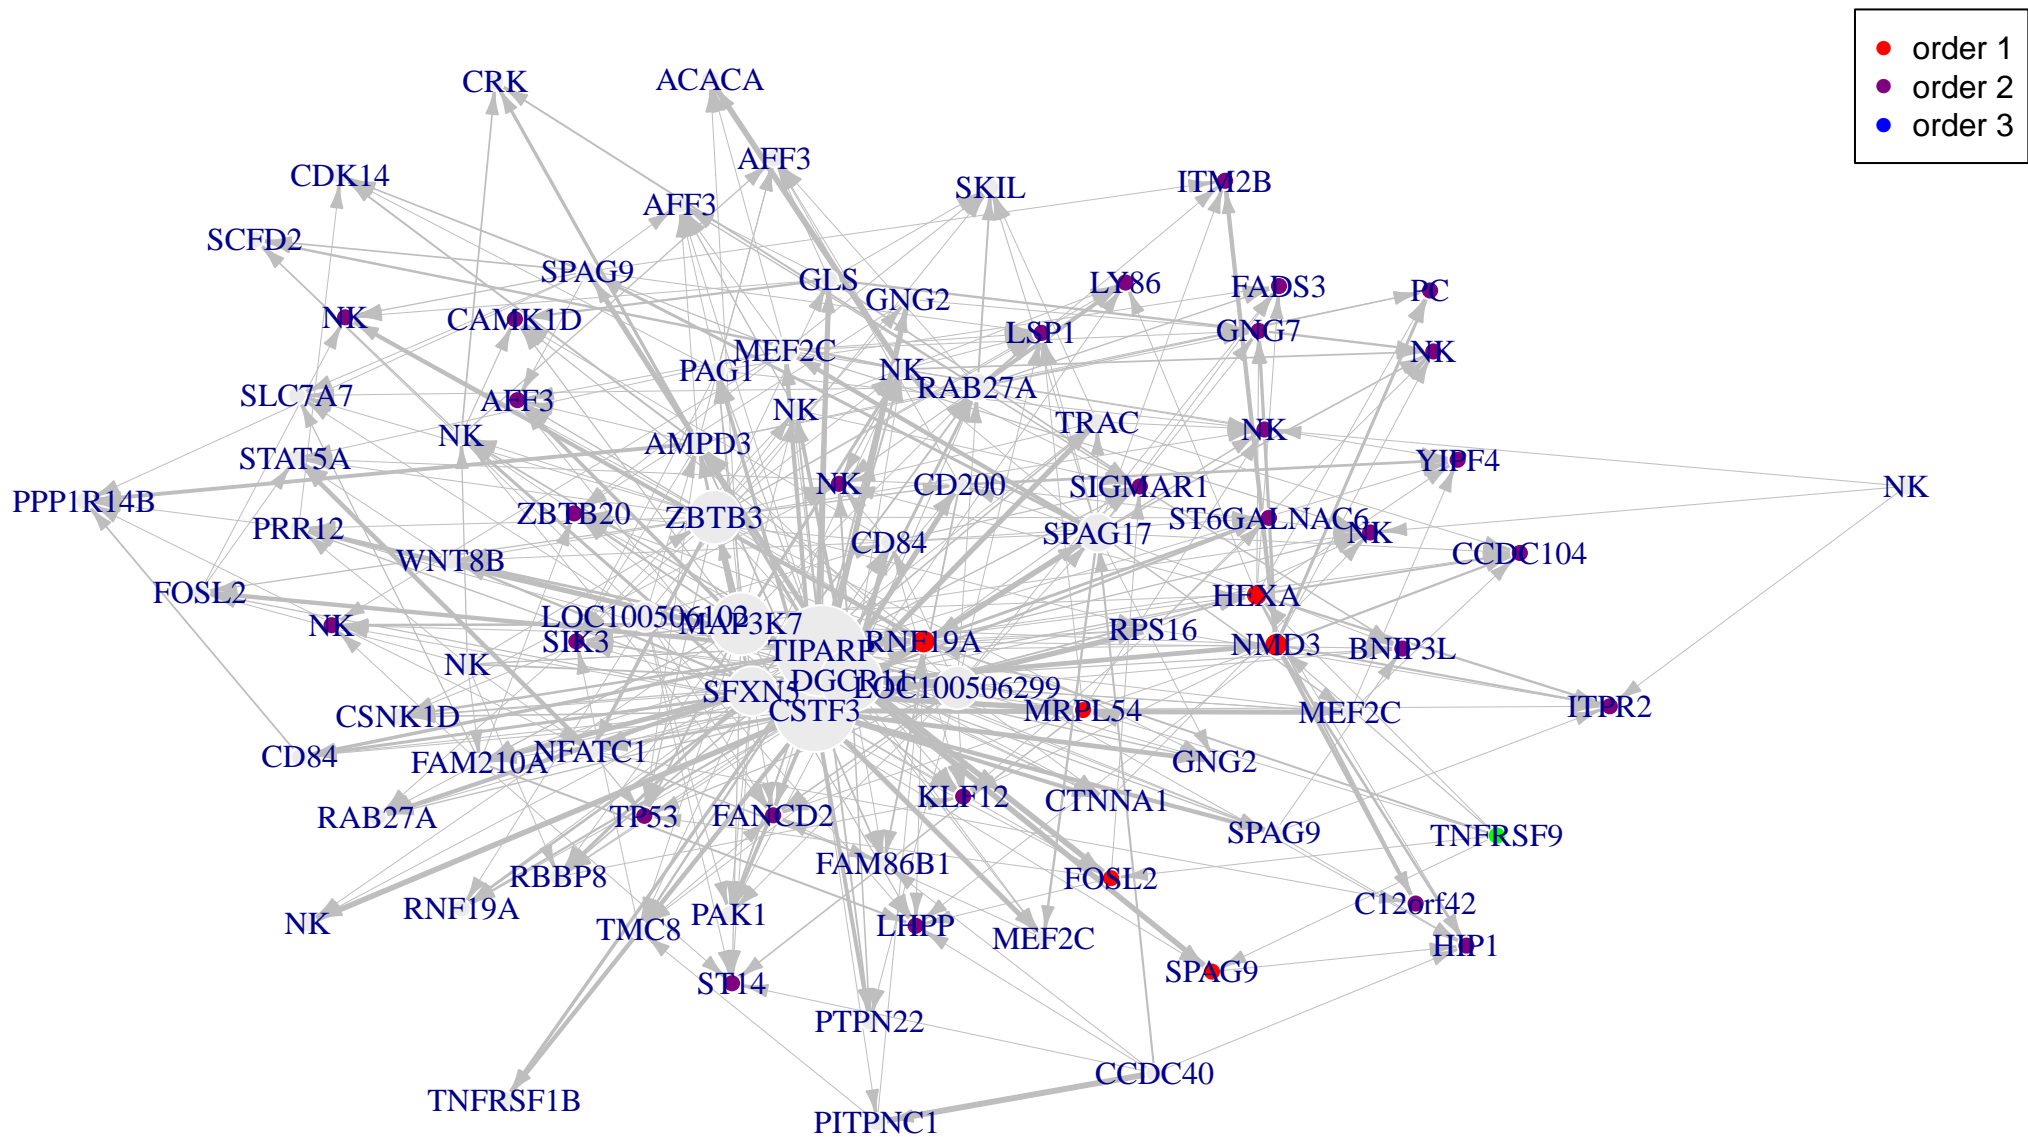 order 1
order 2
order 3
CRK
ACACA
AFF3
CDK14
SKIL
ITM2B
AFF3
SCFD2
SPAG9
GLS
GNG2
LY86
FADS3
PC
NK
CAMK1D
LSP1
GNG7
MEF2C
NK
PAG1
NK
RAB27A
SLC7A7
AFF3
NK
TRAC
NK
NK
AMPD3
STAT5A
YIPF4
PPP1R14B
NK
CD200
SIGMAR1
NK
PRR12
ZBTB20
ZBTB3
SPAG17
ST6GALNAC6
NK
CD84
CCDC104
WNT8B
FOSL2
HEXA
NK
LOC100506102
MAP3K7
SIK3
RPS16
RNF19A
NMD3
BNIP3L
TIPARP
NK
DGCR11
SFXN5
LOC100506299
CSNK1D
CSTF3
MRPL54
MEF2C
ITPR2
CD84
FAM210A
NFATC1
GNG2
RAB27A
TP53
FANCD2
KLF12
CTNNA1
SPAG9
TNFRSF9
FAM86B1
RBBP8
FOSL2
RNF19A
PAK1
C12orf42
NK
TMC8
LHPP
MEF2C
HIP1
SPAG9
ST14
PTPN22
CCDC40
TNFRSF1B
PITPNC1